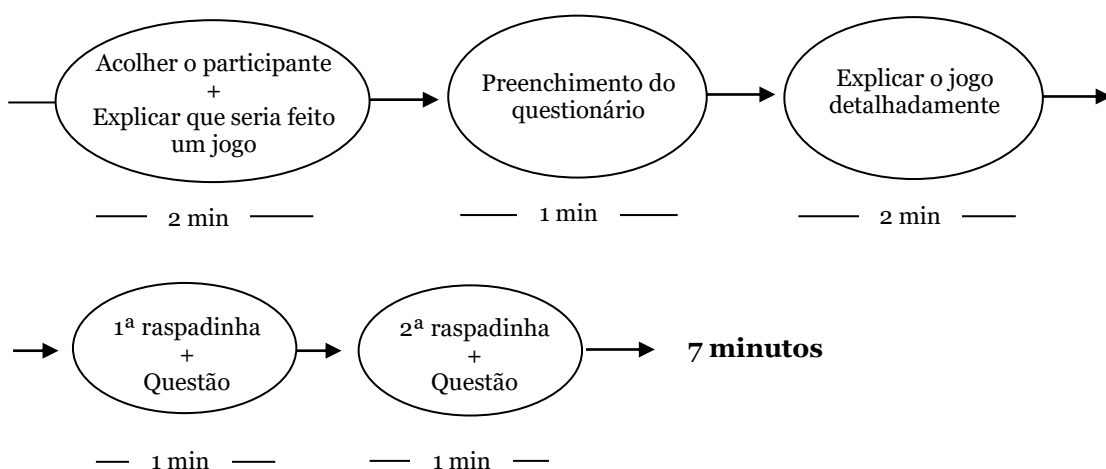 Acolher o participante
+
Explicar que seria feito
um jogo
Preenchimento do
questionário
Explicar o jogo
detalhadamente
2 min
1 min
2 min
1ª raspadinha
+
Questão
2ª raspadinha
+
Questão
7 minutos
1 min
1 min